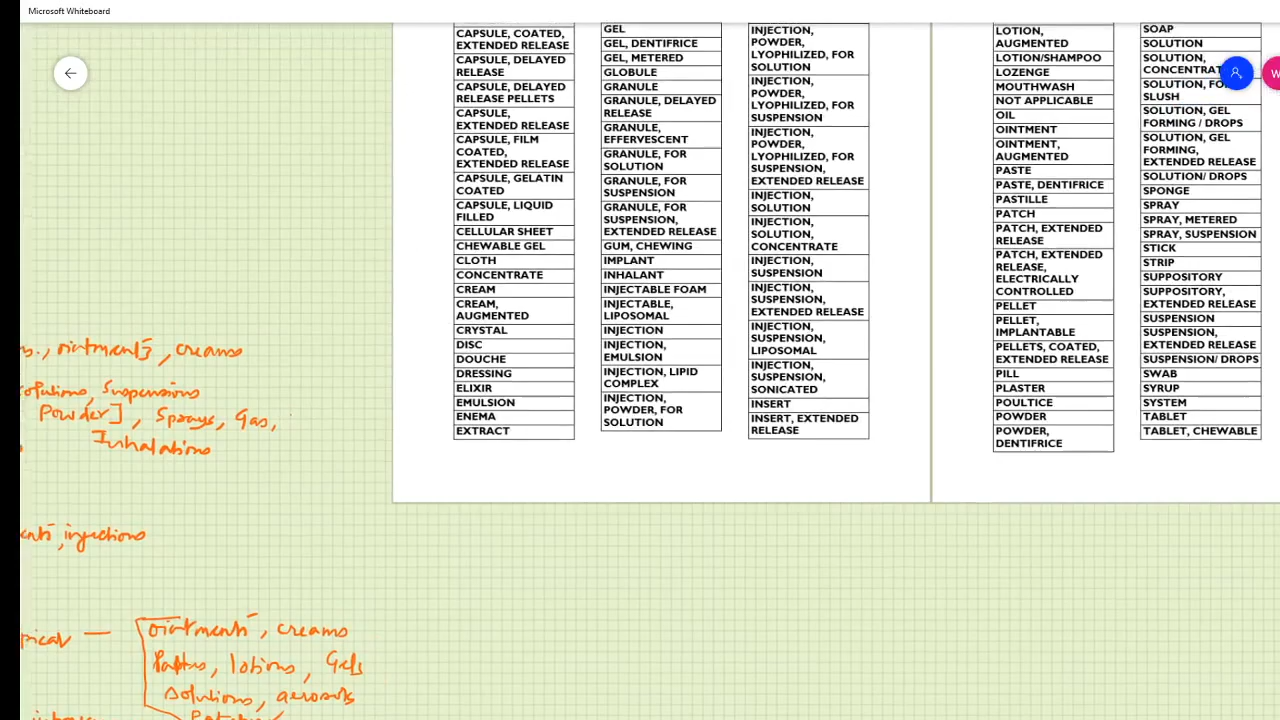 Microsoft Whiteboard
CAPSULE, COATED,
EXTENDED RELEASE
CAPSULE, DELAYED
RELEASE
CAPSULE, DELAYED
RELEASE PELLETS
CAPSULE,
EXTENDED RELEASE
CAPSULE, FILM
COATED,
EXTENDED RELEASE
CAPSULE, GELATIN
COATED
CAPSULE, LIQUID
FILLED
CELLULAR SHEET
CHEWABLE GEL
CLOTH
CONCENTRATE
CREAM
CREAM,
AUGMENTED
CRYSTAL
DISC
DOUCHE
DRESSING
ELIXIR
EMULSION
ENEMA
EXTRACT
GEL
GEL, DENTIFRICE
GEL, METERED
GLOBULE
GRANULE
GRANULE, DELAYED
RELEASE
GRANULE,
EFFERVESCENT
GRANULE, FOR
SOLUTION
GRANULE, FOR
SUSPENSION
GRANULE, FOR
SUSPENSION,
EXTENDED RELEASE
GUM, CHEWING
IMPLANT
INHALANT
INJECTABLE FOAM
INJECTABLE,
LIPOSOMAL
INJECTION
INJECTION,
EMULSION
INJECTION, LIPID
COMPLEX
INJECTION,
POWDER, FOR
SOLUTION
INJECTION,
POWDER,
LYOPHILIZED, FOR
SOLUTION
INJECTION,
POWDER,
LYOPHILIZED, FOR
SUSPENSION
INJECTION,
POWDER,
LYOPHILIZED, FOR
SUSPENSION,
EXTENDED RELEASE
INJECTION,
SOLUTION
INJECTION,
SOLUTION,
CONCENTRATE
INJECTION,
SUSPENSION
INJECTION,
SUSPENSION,
EXTENDED RELEASE
INJECTION,
SUSPENSION,
LIPOSOMAL
INJECTION,
SUSPENSION,
SONICATED
INSERT
INSERT, EXTENDED
RELEASE
LOTION,
AUGMENTED
LOTION/SHAMPOO
LOZENGE
MOUTHWASH
NOT APPLICABLE
OIL
OINTMENT
OINTMENT,
AUGMENTED
PASTE
PASTE, DENTIFRICE
PASTILLE
PATCH
PATCH, EXTENDED
RELEASE
PATCH, EXTENDED
RELEASE,
ELECTRICALLY
CONTROLLED
PELLET
PELLET,
IMPLANTABLE
PELLETS, COATED,
EXTENDED RELEASE
PILL
PLASTER
POULTICE
POWDER
POWDER,
DENTIFRICE
SOAP
SOLUTION
SOLUTION,
SOLUTION,
SLUSH
SOLUTION, GEL
FORMING / DROPS
SOLUTION, GEL
FORMING,
EXTENDED RELEASE
SOLUTION/ DROPS
SPONGE
SPRAY
SPRAY, METERED
SPRAY, SUSPENSION
STICK
STRIP
SUPPOSITORY
SUPPOSITORY,
EXTENDED RELEASE
SUSPENSION
SUSPENSION,
EXTENDED RELEASE
SUSPENSION/ DROPS
SWAB
SYRUP
SYSTEM
TABLET
TABLET, CHEWABLE
W
s., ointments, creams
olutions, Suspensions
Powder], Sprays, Gas,
Inhalations
ents, injections
pical — ointments, creams
lotions, Gels
solutions, aerosols